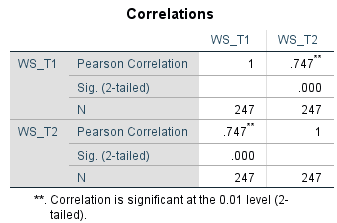 Correlations
WS_T1 WS_T2
WS_T1 Pearson Correlation 1 .747**
Sig. (2-tailed) .000
N 247 247
WS_T2 Pearson Correlation .747** 1
Sig. (2-tailed) .000
N 247 247
**. Correlation is significant at the 0.01 level (2-
tailed).